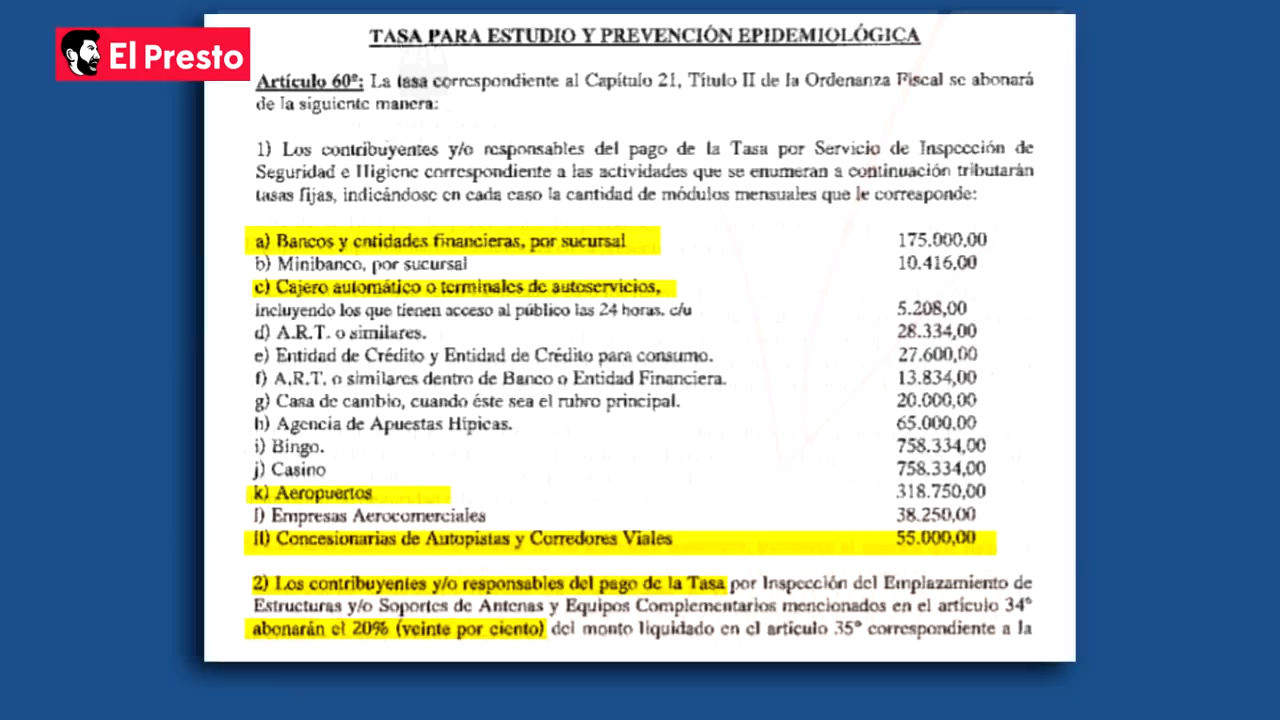 El Presto
TASA PARA ESTUDIO Y PREVENCIÓN EPIDEMIOLÓGICA
Artículo 60º: La tasa correspondiente al Capítulo 21, Título II de la Ordenanza Fiscal se abonará
de la siguiente manera:
1) Los contribuyentes y/o responsables del pago de la Tasa por Servicio de Inspección de
Seguridad e Higiene correspondiente a las actividades que se enumeran a continuación tributarán
tasas fijas, indicándose en cada caso la cantidad de módulos mensuales que le corresponde:
a) Bancos y entidades financieras, por sucursal 175.000,00
b) Minibanco, por sucursal 10.416,00
c) Cajero automático o terminales de autoservicios,
incluyendo los que tienen acceso al público las 24 horas. c/u 5.208,00
d) A.R.T. o similares. 28.334,00
e) Entidad de Crédito y Entidad de Crédito para consumo. 27.600,00
f) A.R.T. o similares dentro de Banco o Entidad Financiera. 13.834,00
g) Casa de cambio, cuando éste sea el rubro principal. 20.000,00
h) Agencia de Apuestas Hípicas. 65.000,00
i) Bingo. 758.334,00
j) Casino 758.334,00
k) Aeropuertos 318.750,00
l) Empresas Aerocomerciales 38.250,00
ll) Concesionarias de Autopistas y Corredores Viales 55.000,00
2) Los contribuyentes y/o responsables del pago de la Tasa por Inspección del Emplazamiento de
Estructuras y/o Soportes de Antenas y Equipos Complementarios mencionados en el artículo 34º
abonarán el 20% (veinte por ciento) del monto liquidado en el artículo 35º correspondiente a la